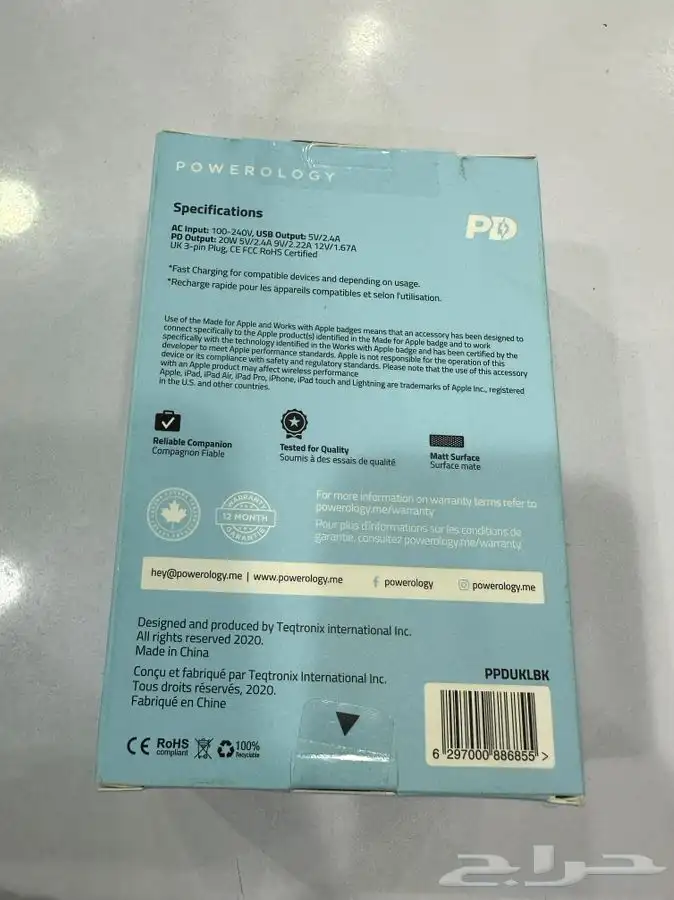 POWEROLOGY
Specifications
PD
AC Input: 100-240V, USB Output: 5V/2.4A
PD Output: 20W 5V/2.4A 9V/2.22A 12V/1.67A
UK 3-pin Plug, CE FCC RoHS Certified
*Fast Charging for compatible devices and depending on usage.
*Recharge rapide pour les appareils compatibles et selon l'utilisation.
Use of the Made for Apple and Works with Apple badges means that an accessory has been designed to
connect specifically to the Apple product(s) identified in the Made for Apple badge and to work
specifically with the technology identified in the Works with Apple badge and has been certified by the
developer to meet Apple performance standards. Apple is not responsible for the operation of this
device or its compliance with safety and regulatory standards. Please note that the use of this accessory
with an Apple product may affect wireless performance
Apple, iPad, iPad Air, iPad Pro, iPhone, iPad touch and Lightning are trademarks of Apple Inc., registered
in the U.S. and other countries.
Reliable Companion
Compagnon Fiable
Tested for Quality
Soumis à des essais de qualité
Matt Surface
Surface mate
WARRANTY
12 MONTH
GARANTIE
For more information on warranty terms refer to
powerology.me/warranty
Pour plus d'informations sur les conditions de
garantie, consultez powerology.me/warranty
hey@powerology.me | www.powerology.me powerology powerology.me
Designed and produced by Teqtronix international Inc.
All rights reserved 2020.
Made in China
Conçu et fabriqué par Teqtronix International Inc.
Tous droits réservés, 2020.
Fabriqué en Chine
PPDUKLBK
6 297000 886855 >
CE RoHS compliant 100% Recyclable
حراج